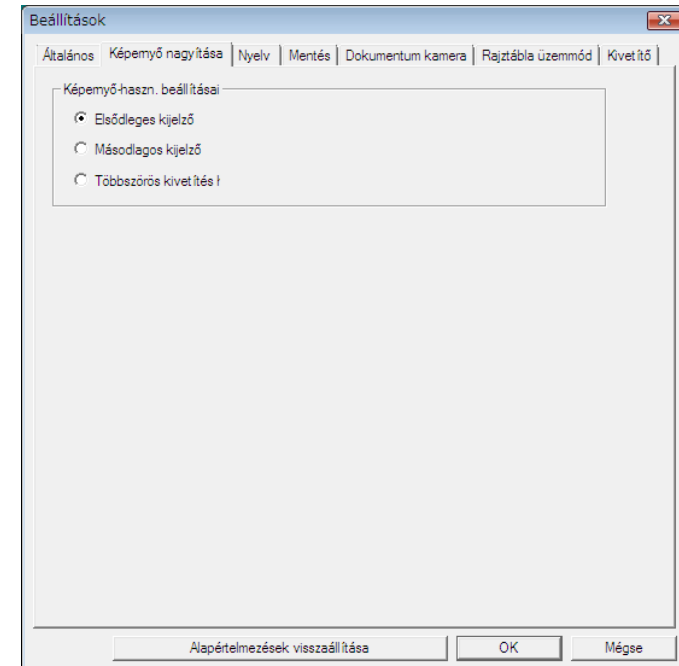 Beállítások
Általános Képernyő nagyítása Nyelv Mentés Dokumentum kamera Rajztábla üzemmód Kivetítő
Képernyő-haszn. beállításai
Elsődleges kijelző
Másodlagos kijelző
Többszörös kivetítés
Alapértelmezések visszaállítása OK Mégse